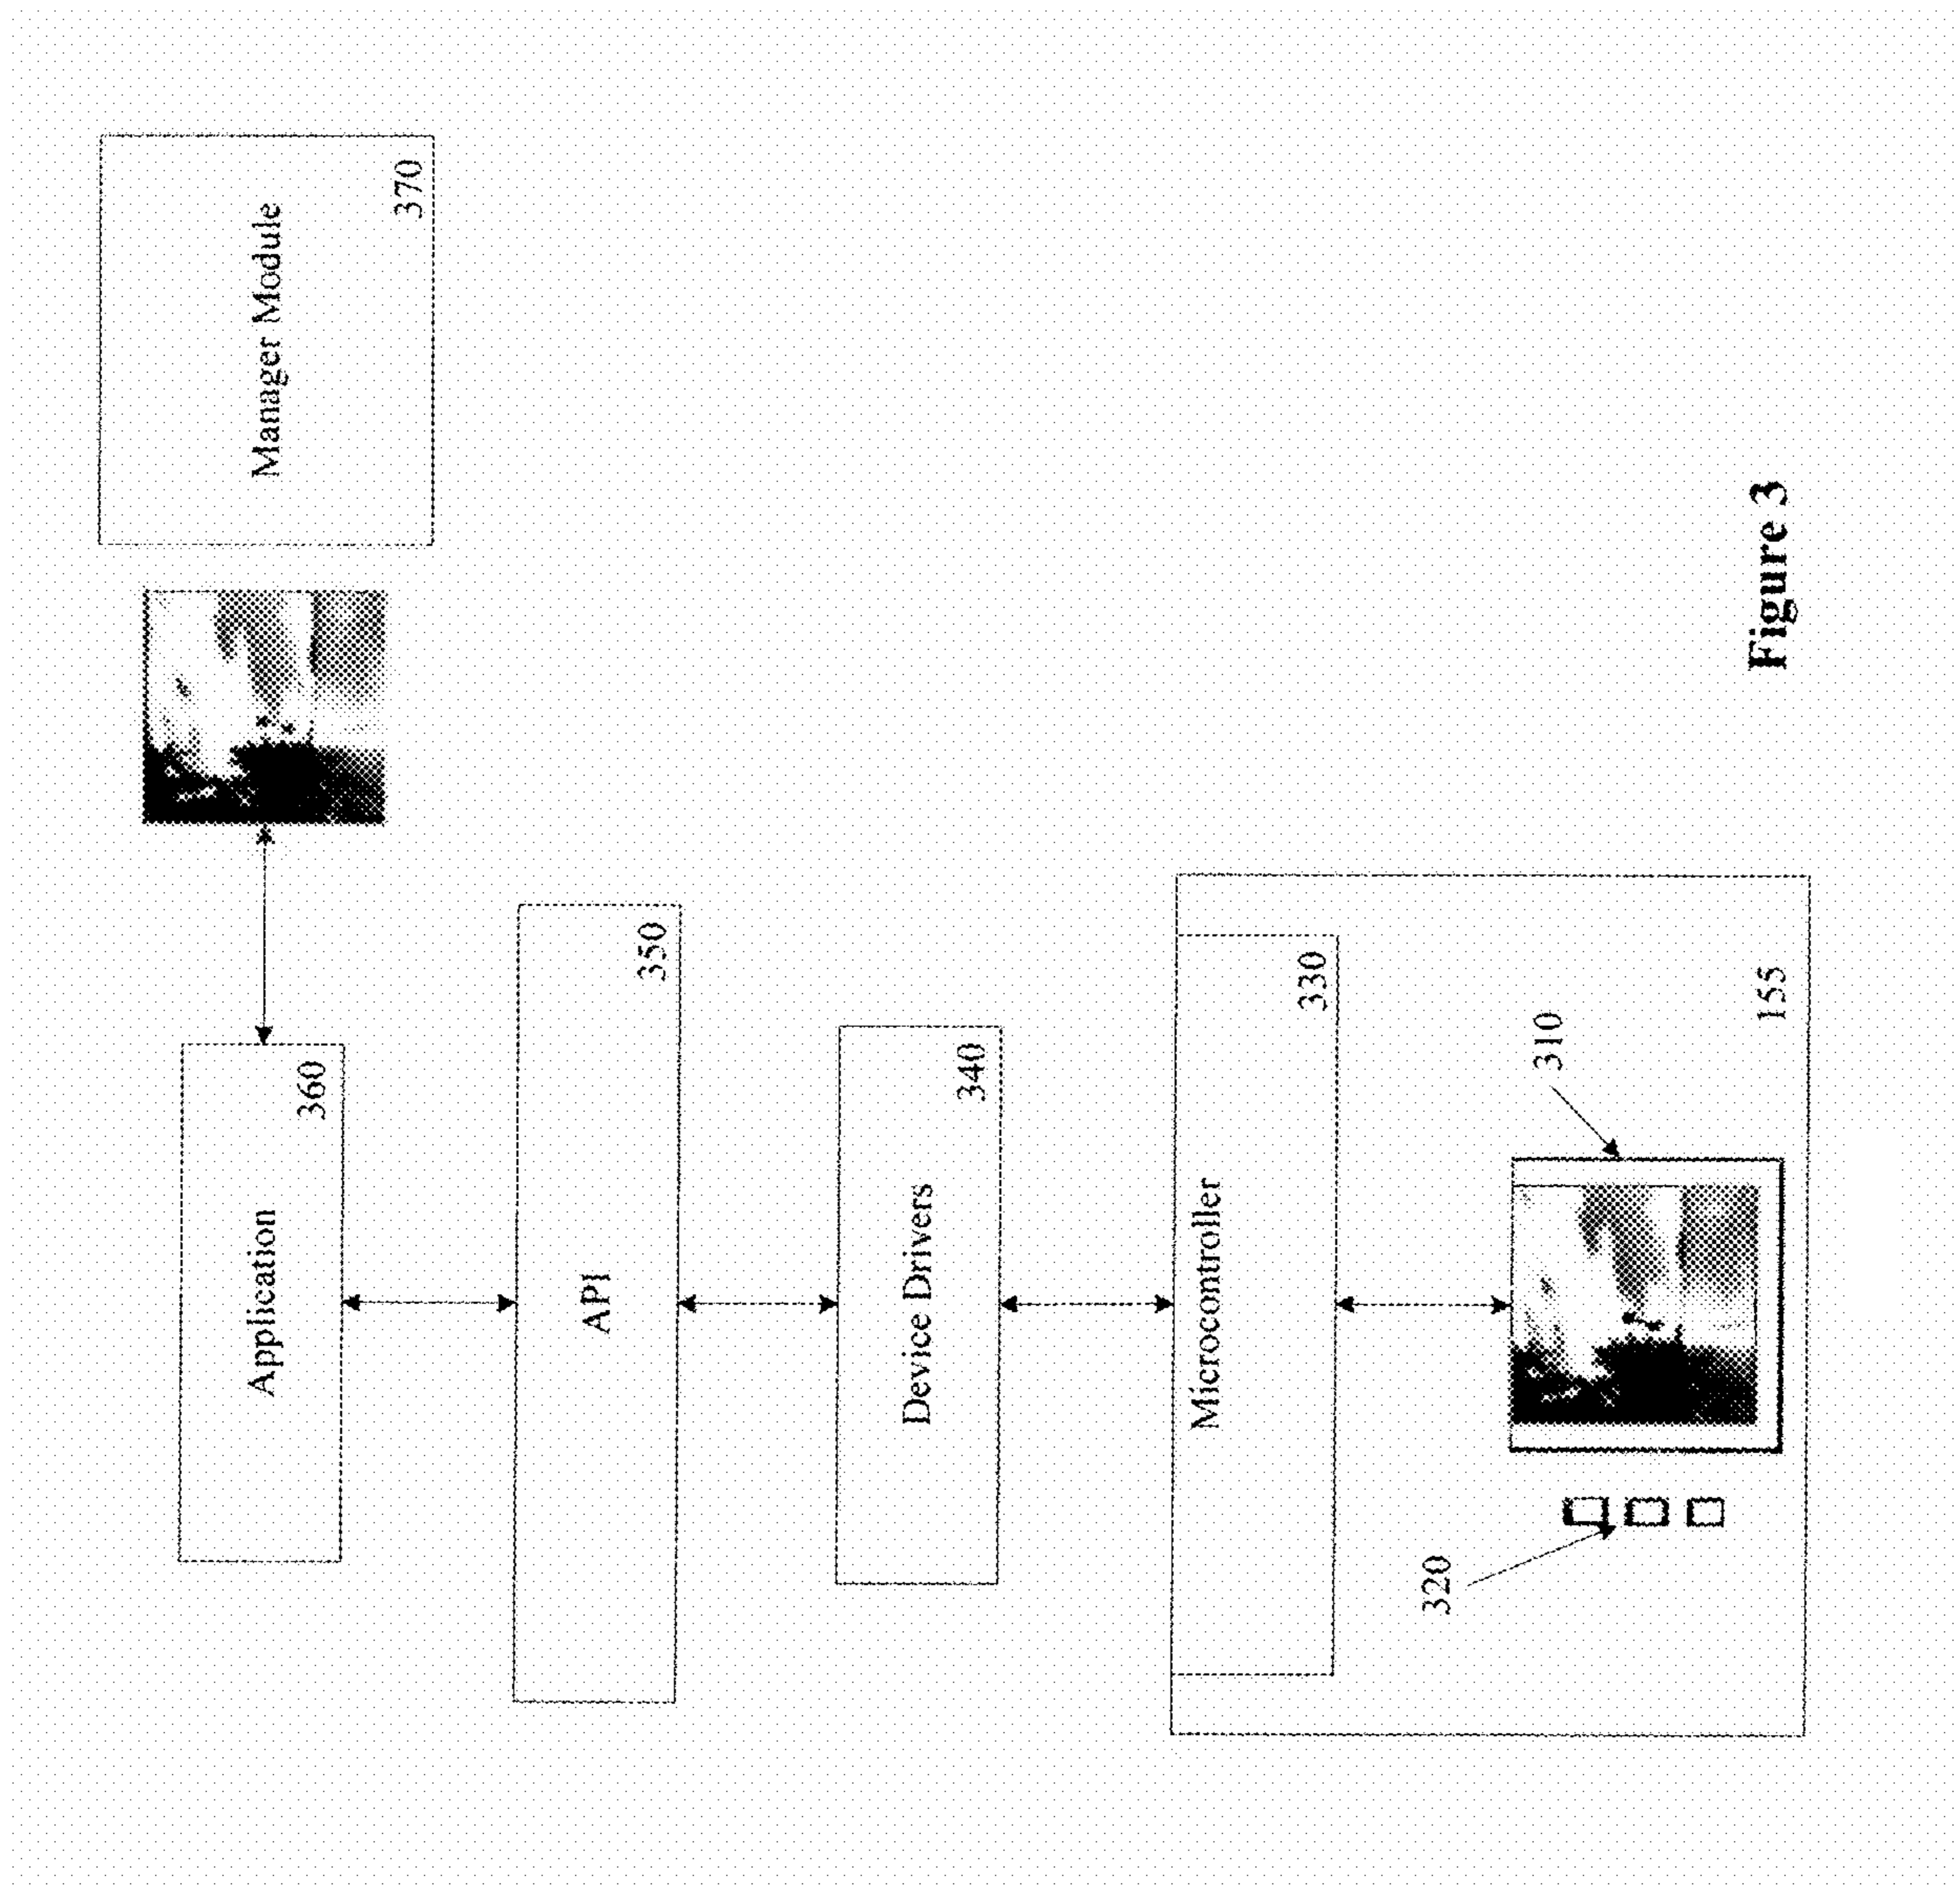 Manager Module
370
Application
360
API
350
Device Drivers
340
Microcontroller
330
310
320
155
Figure 3